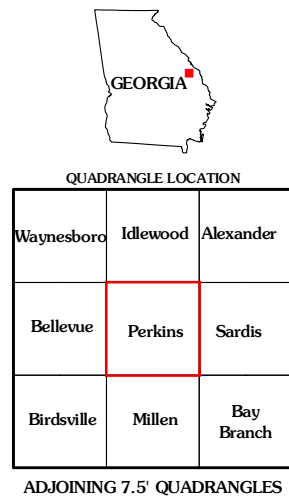 GEORGIA
QUADRANGLE LOCATION
Waynesboro Idlewood Alexander
Bellevue Perkins Sardis
Birdsville Millen Bay
Branch
ADJOINING 7.5' QUADRANGLES